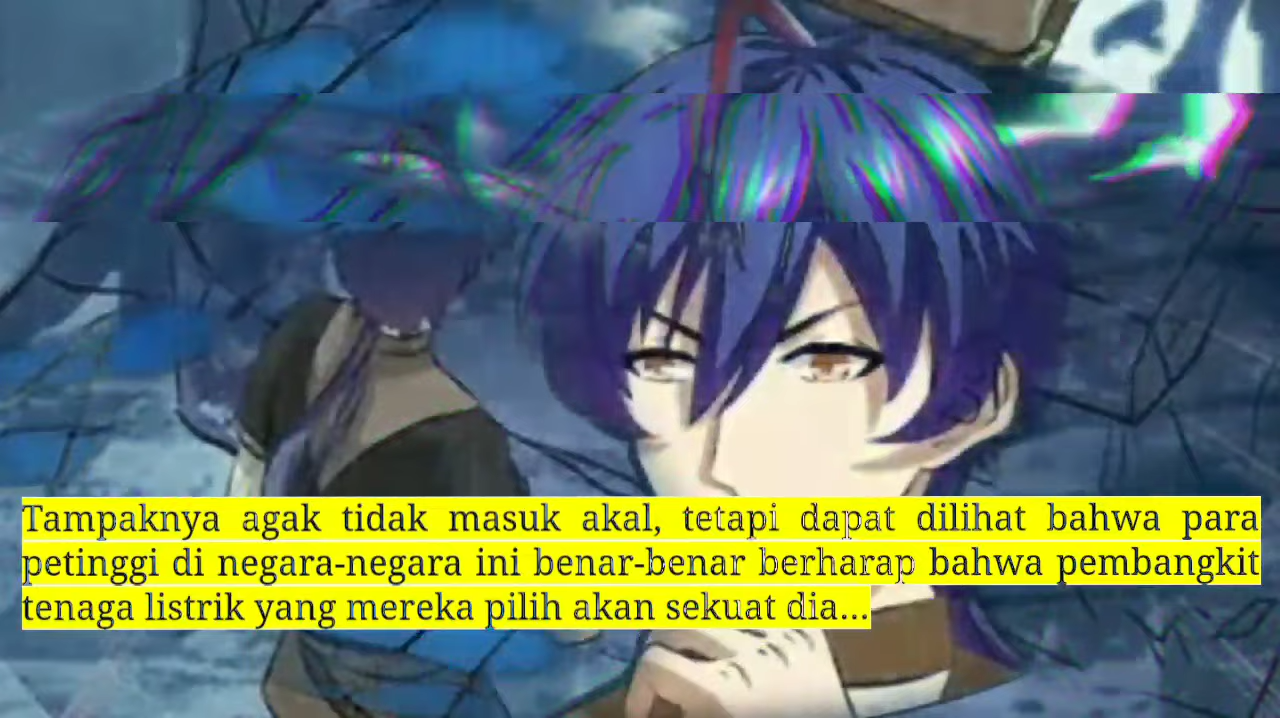 Tampaknya agak tidak masuk akal, tetapi dapat dilihat bahwa para
petinggi di negara-negara ini benar-benar berharap bahwa pembangkit
tenaga listrik yang mereka pilih akan sekuat dia...